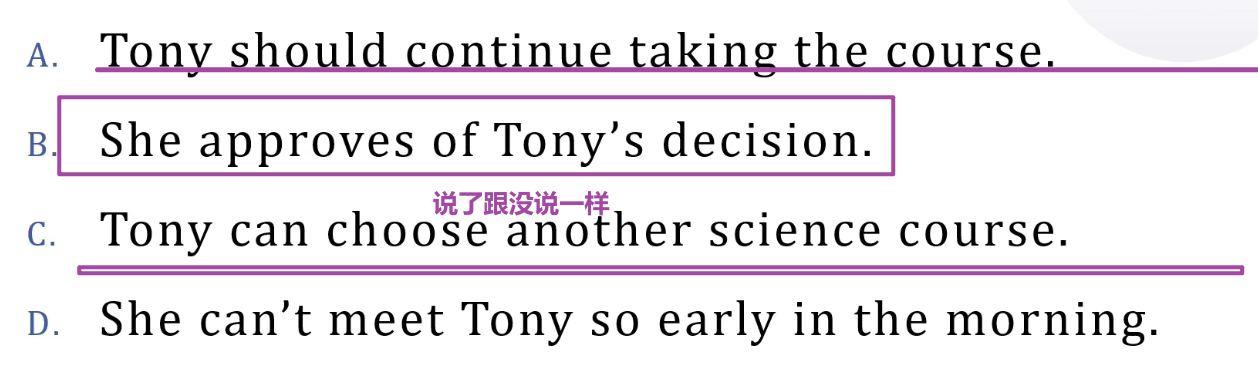 A. Tony should continue taking the course.
B. She approves of Tony’s decision.
说了跟没说一样
C. Tony can choose another science course.
D. She can’t meet Tony so early in the morning.